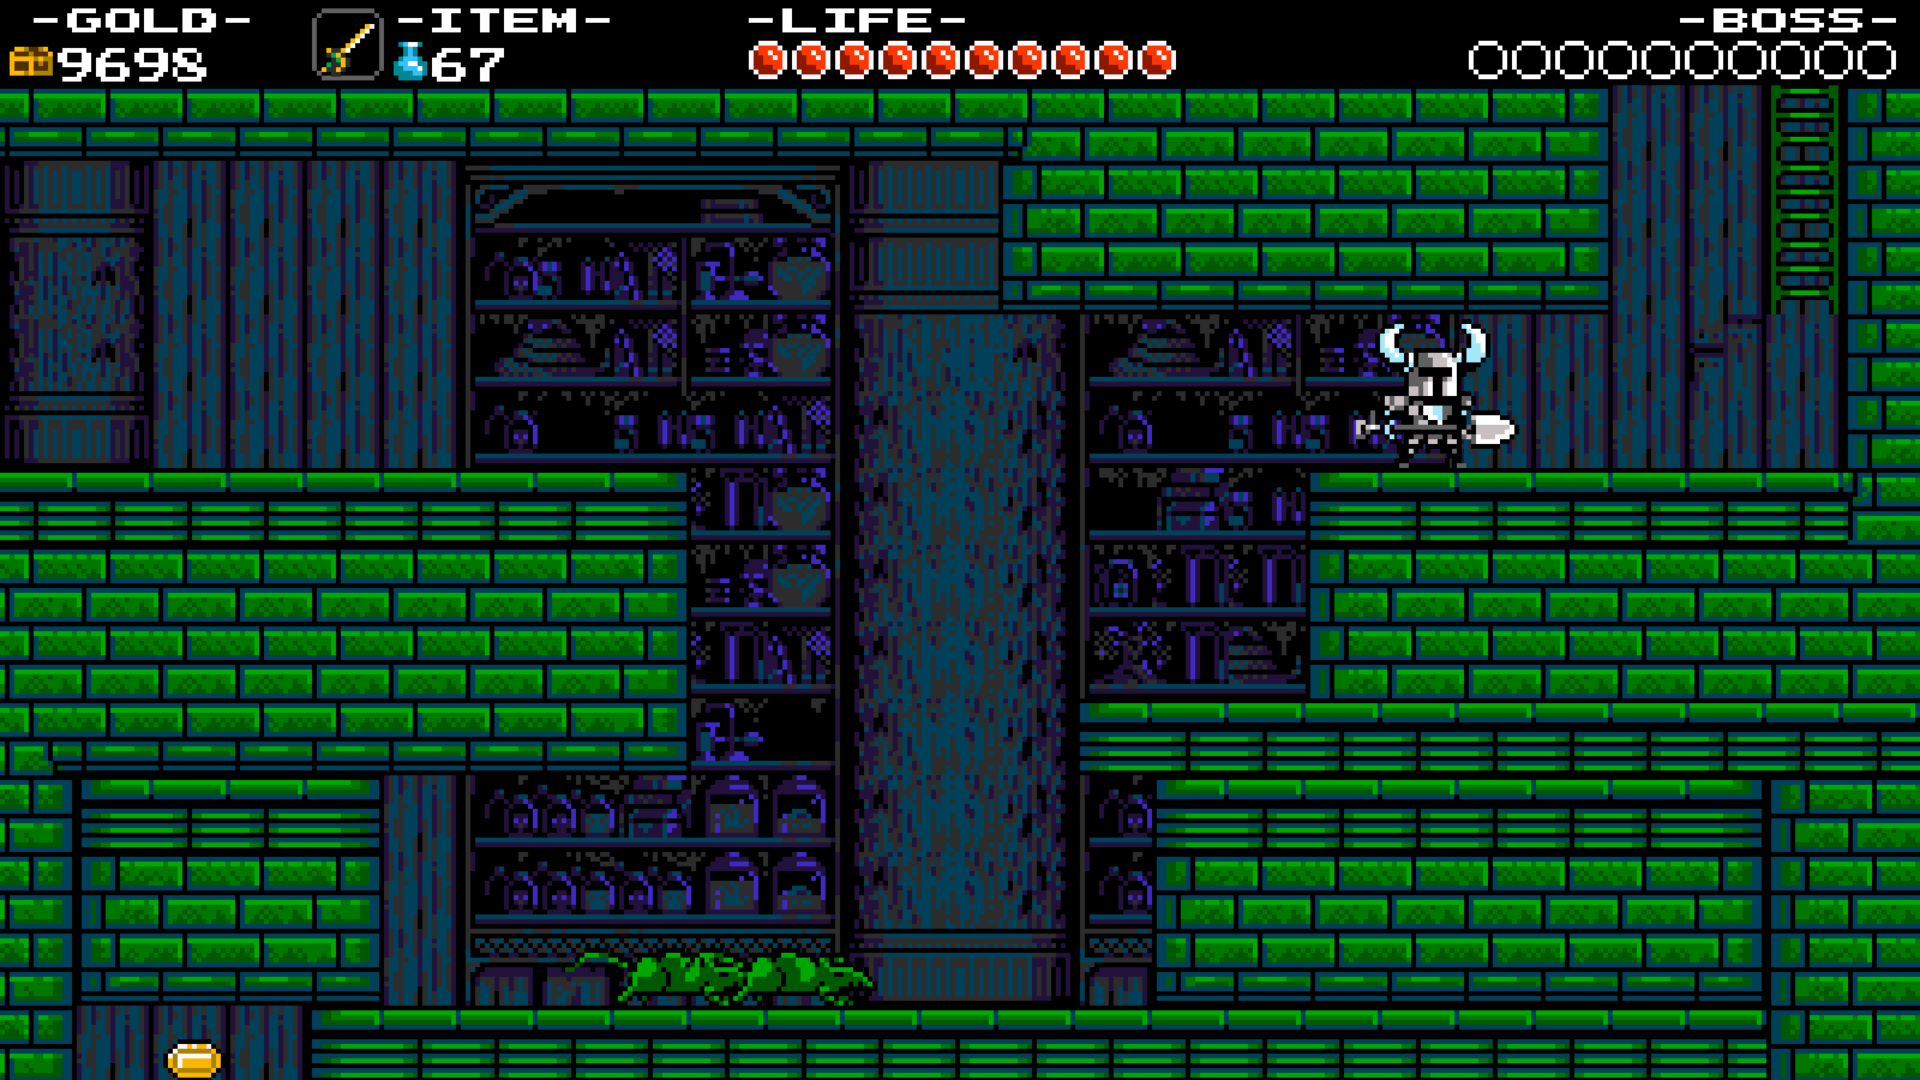 -GOLD- -ITEM- -LIFE- -BOSS-
9698 67